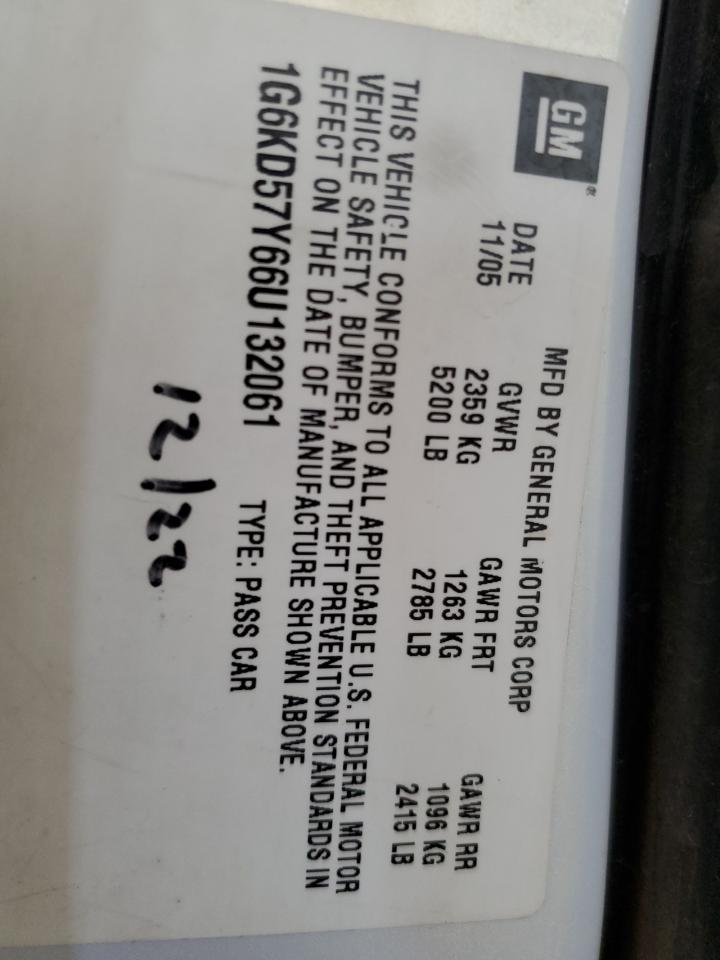 GM®
MFD BY GENERAL MOTORS CORP
DATE GVWR GAWR FRT GAWR RR
11/05 2359 KG 1263 KG 1096 KG
5200 LB 2785 LB 2415 LB
THIS VEHICLE CONFORMS TO ALL APPLICABLE U.S. FEDERAL MOTOR
VEHICLE SAFETY, BUMPER, AND THEFT PREVENTION STANDARDS IN
EFFECT ON THE DATE OF MANUFACTURE SHOWN ABOVE.
1G6KD57Y66U132061 TYPE: PASS CAR
12/22